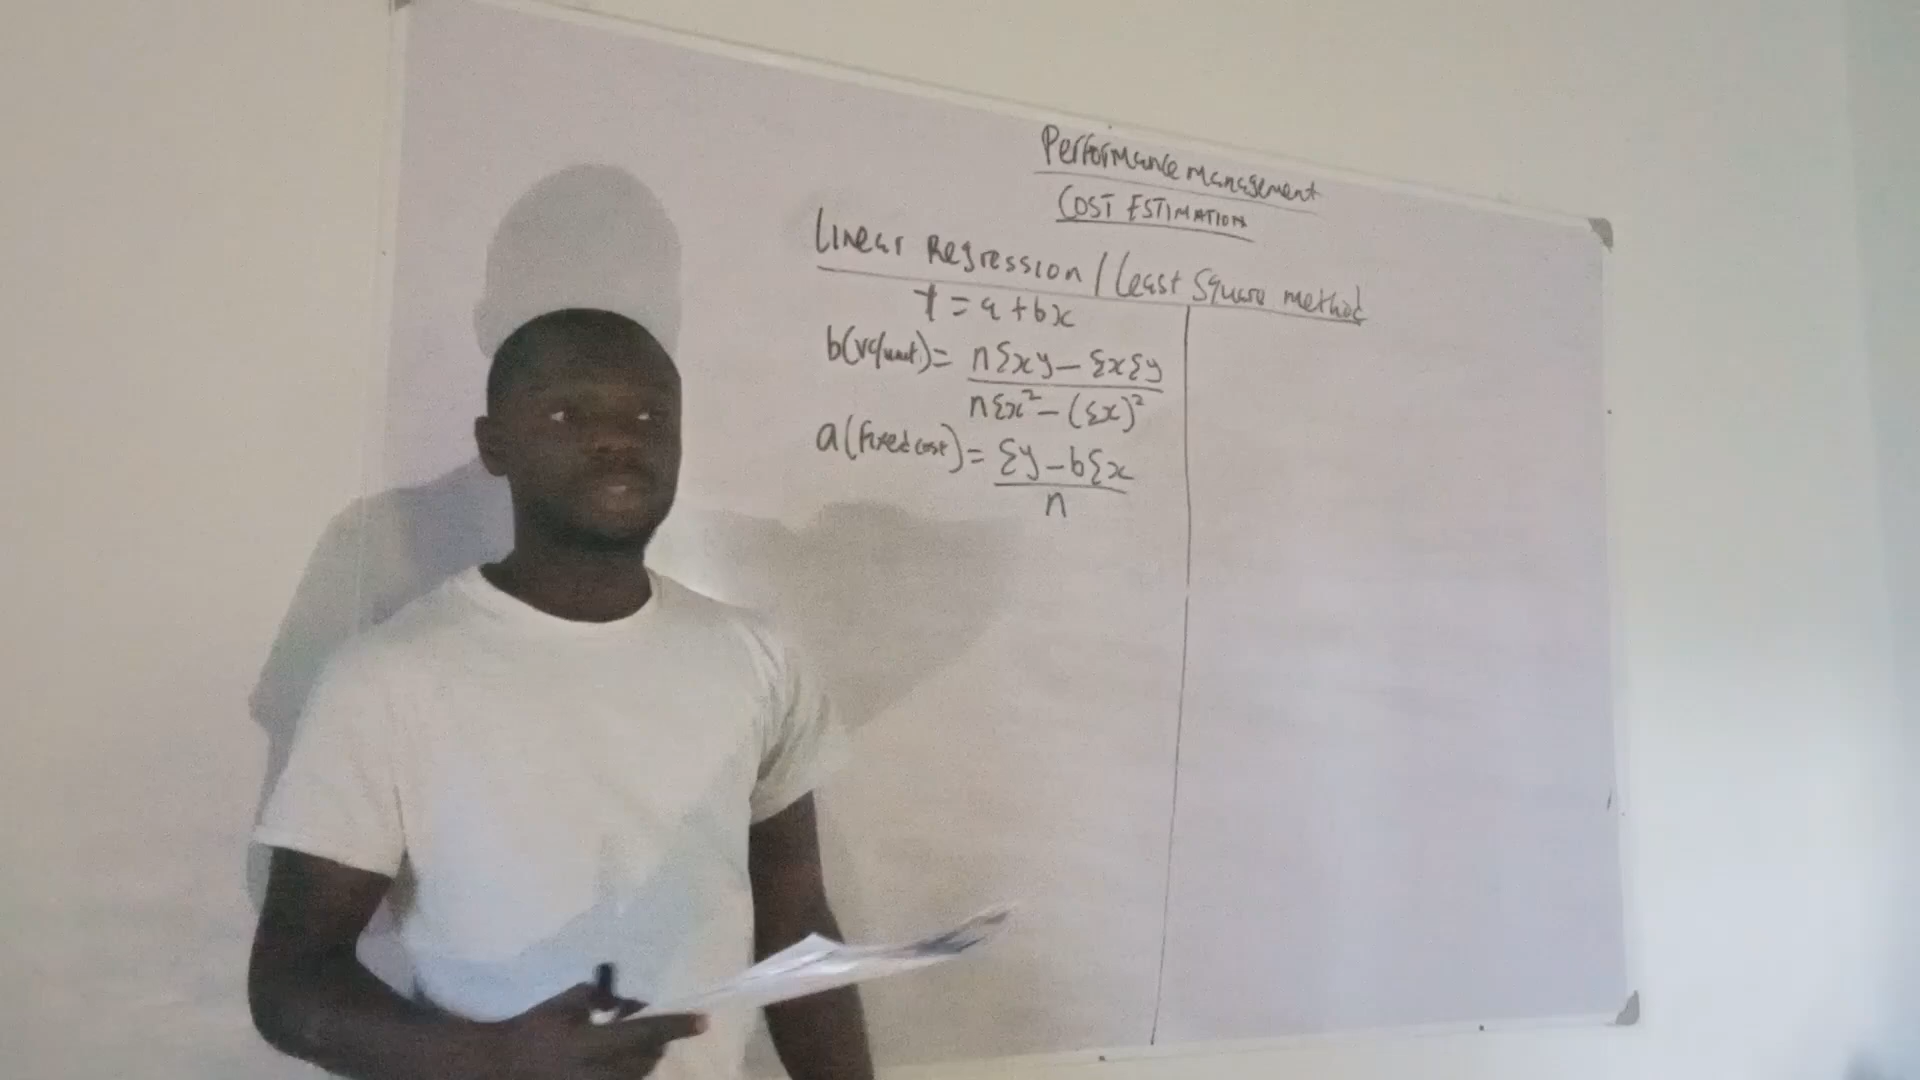 Performance management
COST ESTIMATION
Linear Regression / Least Square method
Y = a + bx
b(vc/unit) = nΣxy - ΣxΣy
nΣx² - (Σx)²
a(fixed cost) = Σy - bΣx
n